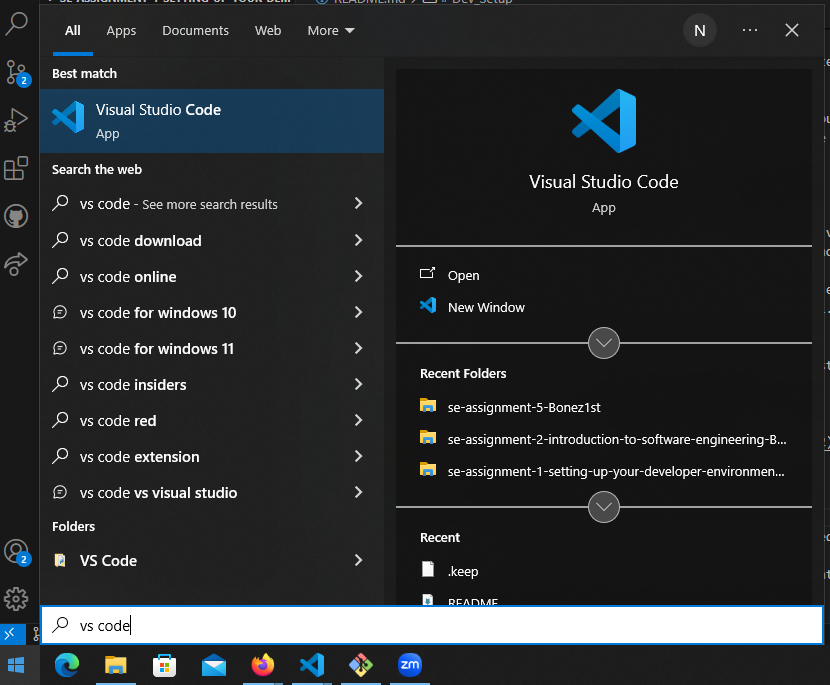 All Apps Documents Web More N ...
Best match
Visual Studio Code
App
Search the web
vs code - See more search results
vs code download
vs code online
vs code for windows 10
vs code for windows 11
vs code insiders
vs code red
vs code extension
vs code vs visual studio
Folders
VS Code
Visual Studio Code
App
Open
New Window
Recent Folders
se-assignment-5-Bonez1st
se-assignment-2-introduction-to-software-engineering-B...
se-assignment-1-setting-up-your-developer-environmen...
Recent
.keep
README
vs code
2
2
zm